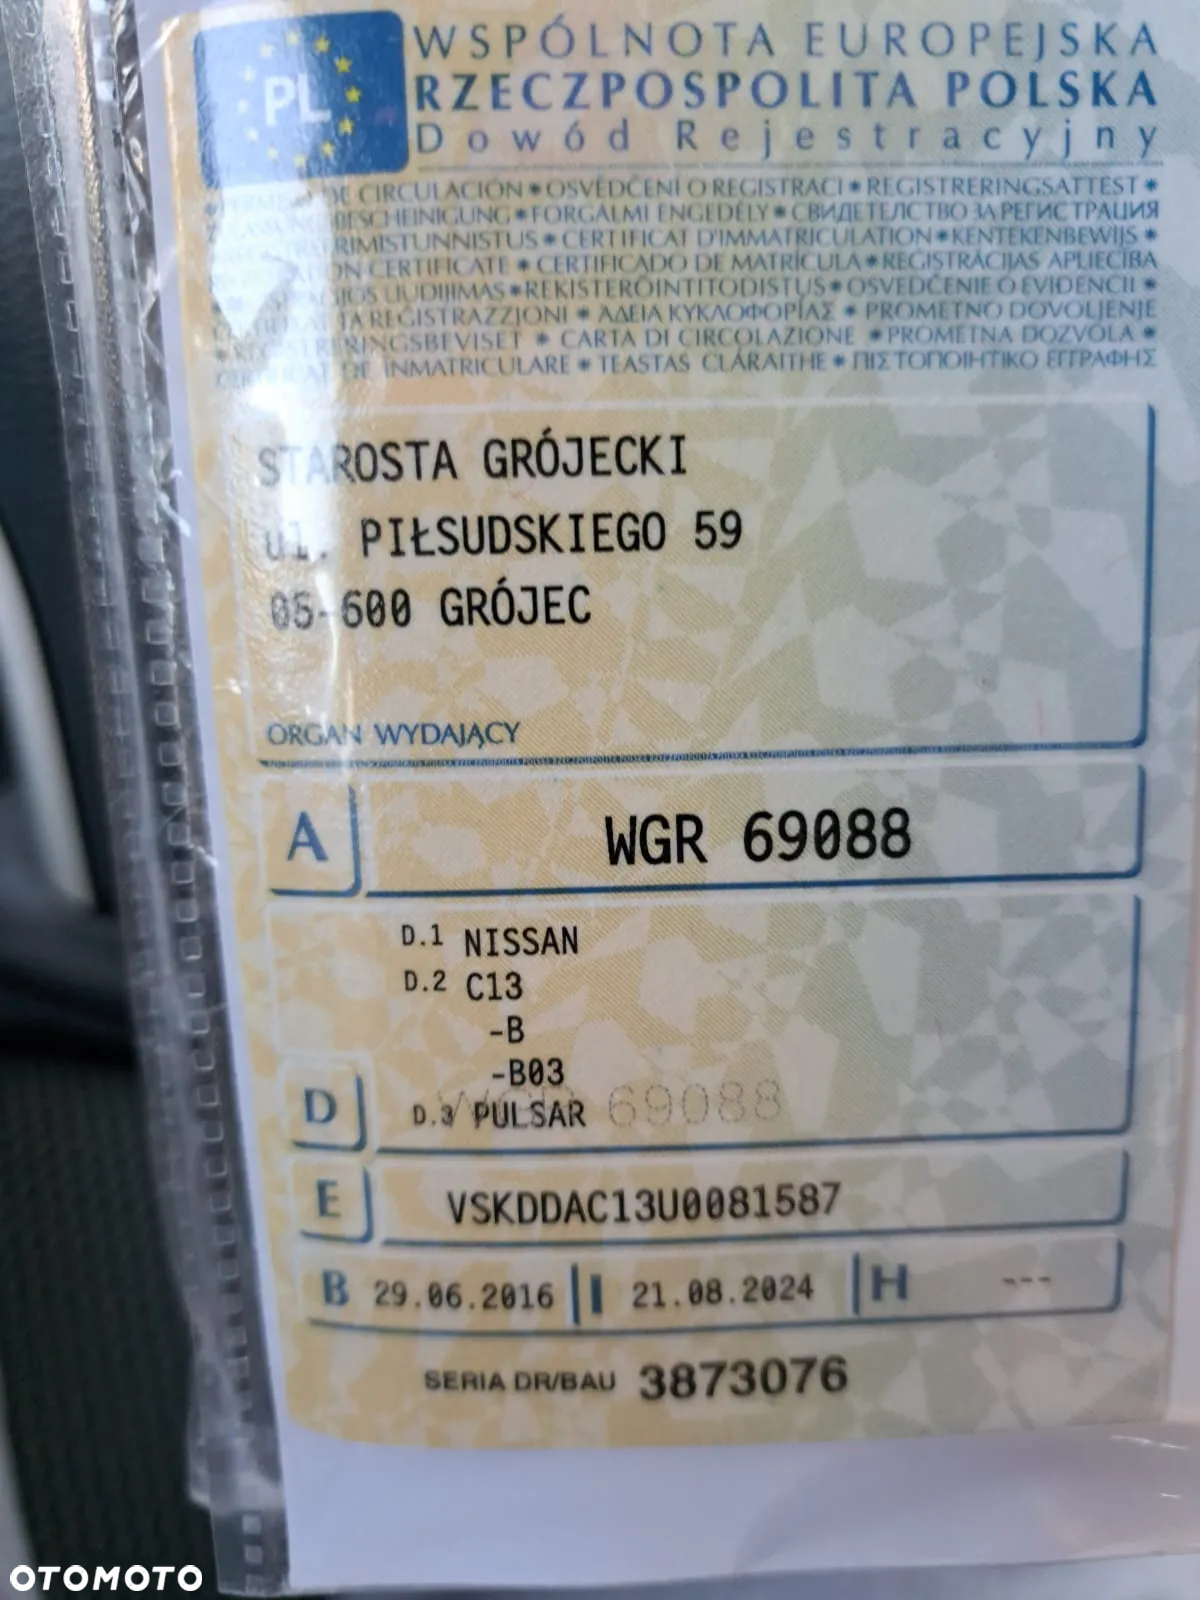 PL
WSPÓLNOTA EUROPEJSKA
RZECZPOSPOLITA POLSKA
Dowód Rejestracyjny
DE CIRCULACIÓN * OSVĚDČENÍ O REGISTRACI * REGISTRERINGSATTEST *
* FORGALMI ENGEDÉLY * СВИДЕТЕЛСТВО ЗА РЕГИСТРАЦИЯ
* CERTIFICAT D'IMMATRICULATION * KENTEKENBEWIJS *
CERTIFICATE * CERTIFICADO DE MATRÍCULA * REĢISTRĀCIJAS APLIECĪBA
LIUDIJIMAS * REKISTERÖINTITODISTUS * OSVEDČENIE O EVIDENCII *
TA REĠISTRAZZJONI * ΑΔΕΙΑ ΚΥΚΛΟΦΟΡΙΑΣ * PROMETNO DOVOLJENJE
* CARTA DI CIRCOLAZIONE * PROMETNA DOZVOLA *
DE INMATRICULARE * TEASTAS CLÁRAITHE * ΠΙΣΤΟΠΟΙΗΤΙΚΟ ΕΓΓΡΑΦΗΣ
STAROSTA GRÓJECKI
ul. PIŁSUDSKIEGO 59
05-600 GRÓJEC
ORGAN WYDAJĄCY
A WGR 69088
D.1 NISSAN
D.2 C13
-B
-B03
D D.3 PULSAR
WGR 69088
E VSKDDAC13U0081587
B 29.06.2016 I 21.08.2024 H ---
SERIA DR/BAU 3873076
OTOMOTO